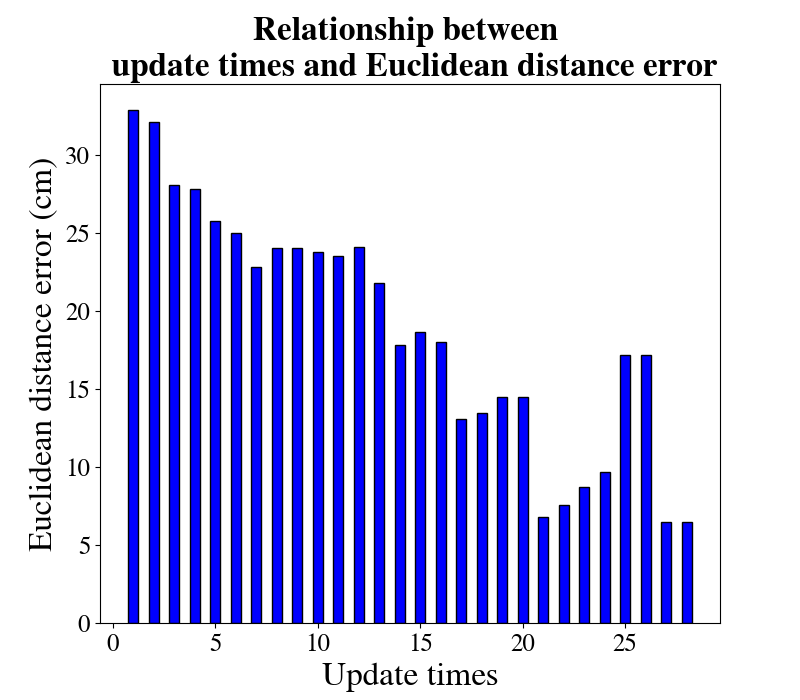 Relationship between
update times and Euclidean distance error
Euclidean distance error (cm)
30
25
20
15
10
5
0
0 5 10 15 20 25
Update times